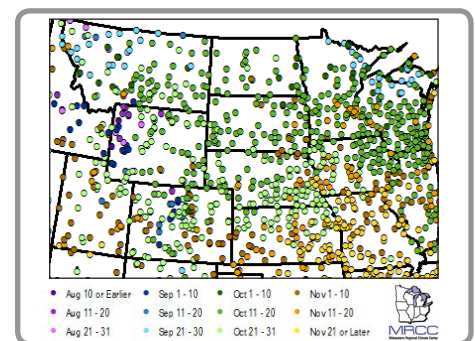 Aug 10 or Earlier Sep 1 - 10 Oct 1 - 10 Nov 1 - 10
Aug 11 - 20 Sep 11 - 20 Oct 11 - 20 Nov 11 - 20
Aug 21 - 31 Sep 21 - 30 Oct 21 - 31 Nov 21 or Later
MRCC
Midwestern Regional Climate Center